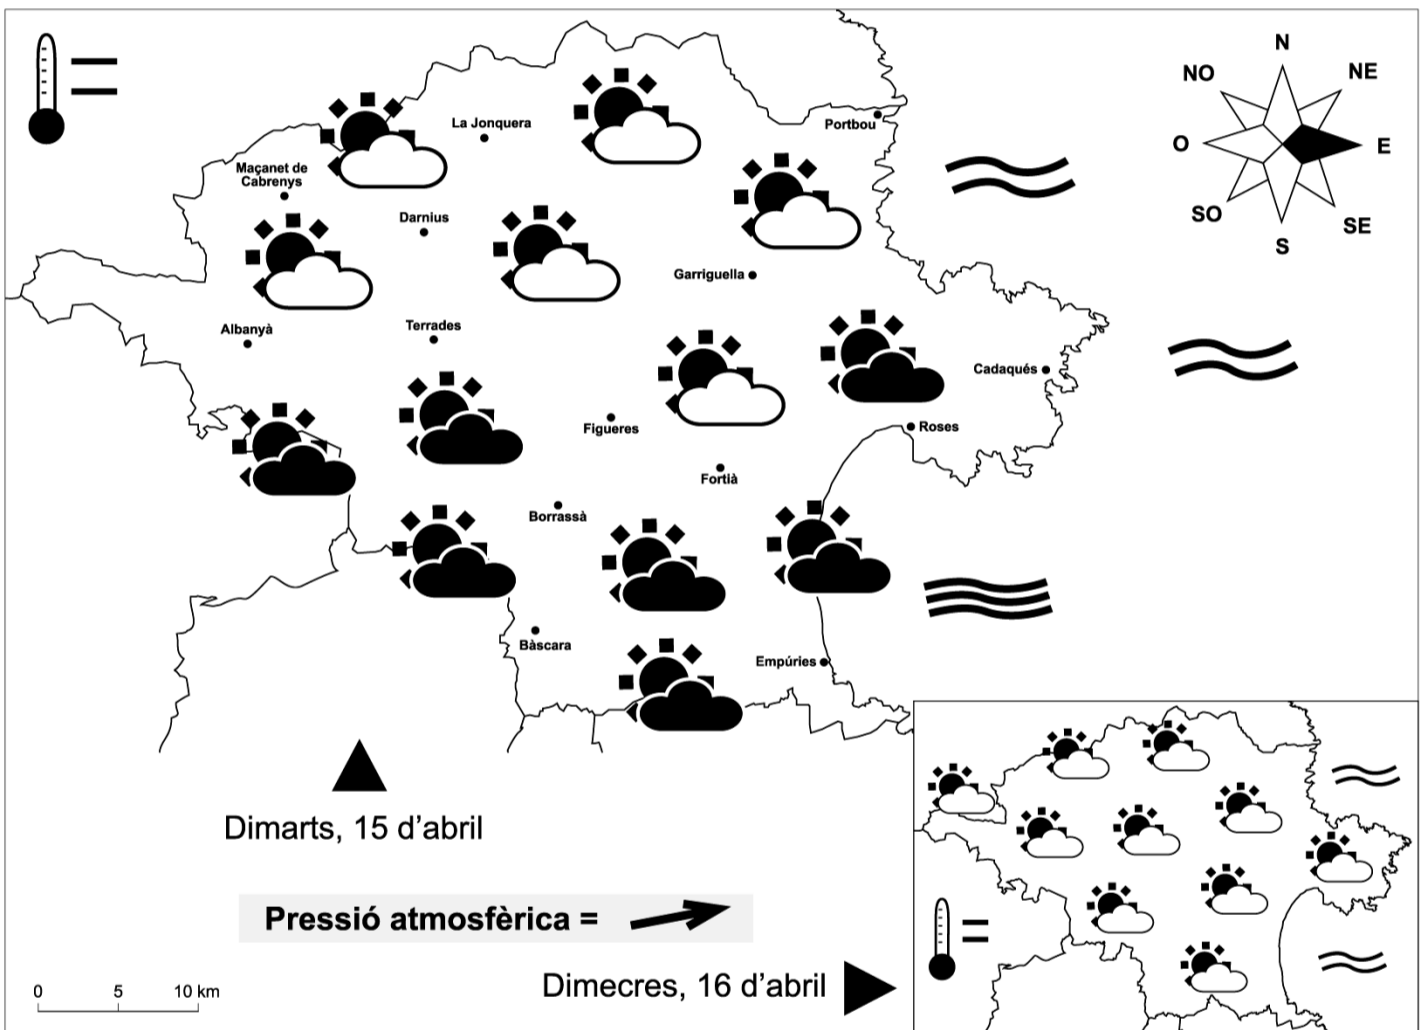 N
NO
NE
O
E
SO
SE
S
La Jonquera
Portbou
Maçanet de
Cabrenys
Darnius
Garriguella
Albanyà
Terrades
Cadaqués
Figueres
Roses
Fortià
Borrassà
Bàscara
Empúries
Dimarts, 15 d’abril
Pressió atmosfèrica =
Dimecres, 16 d’abril
0 5 10 km